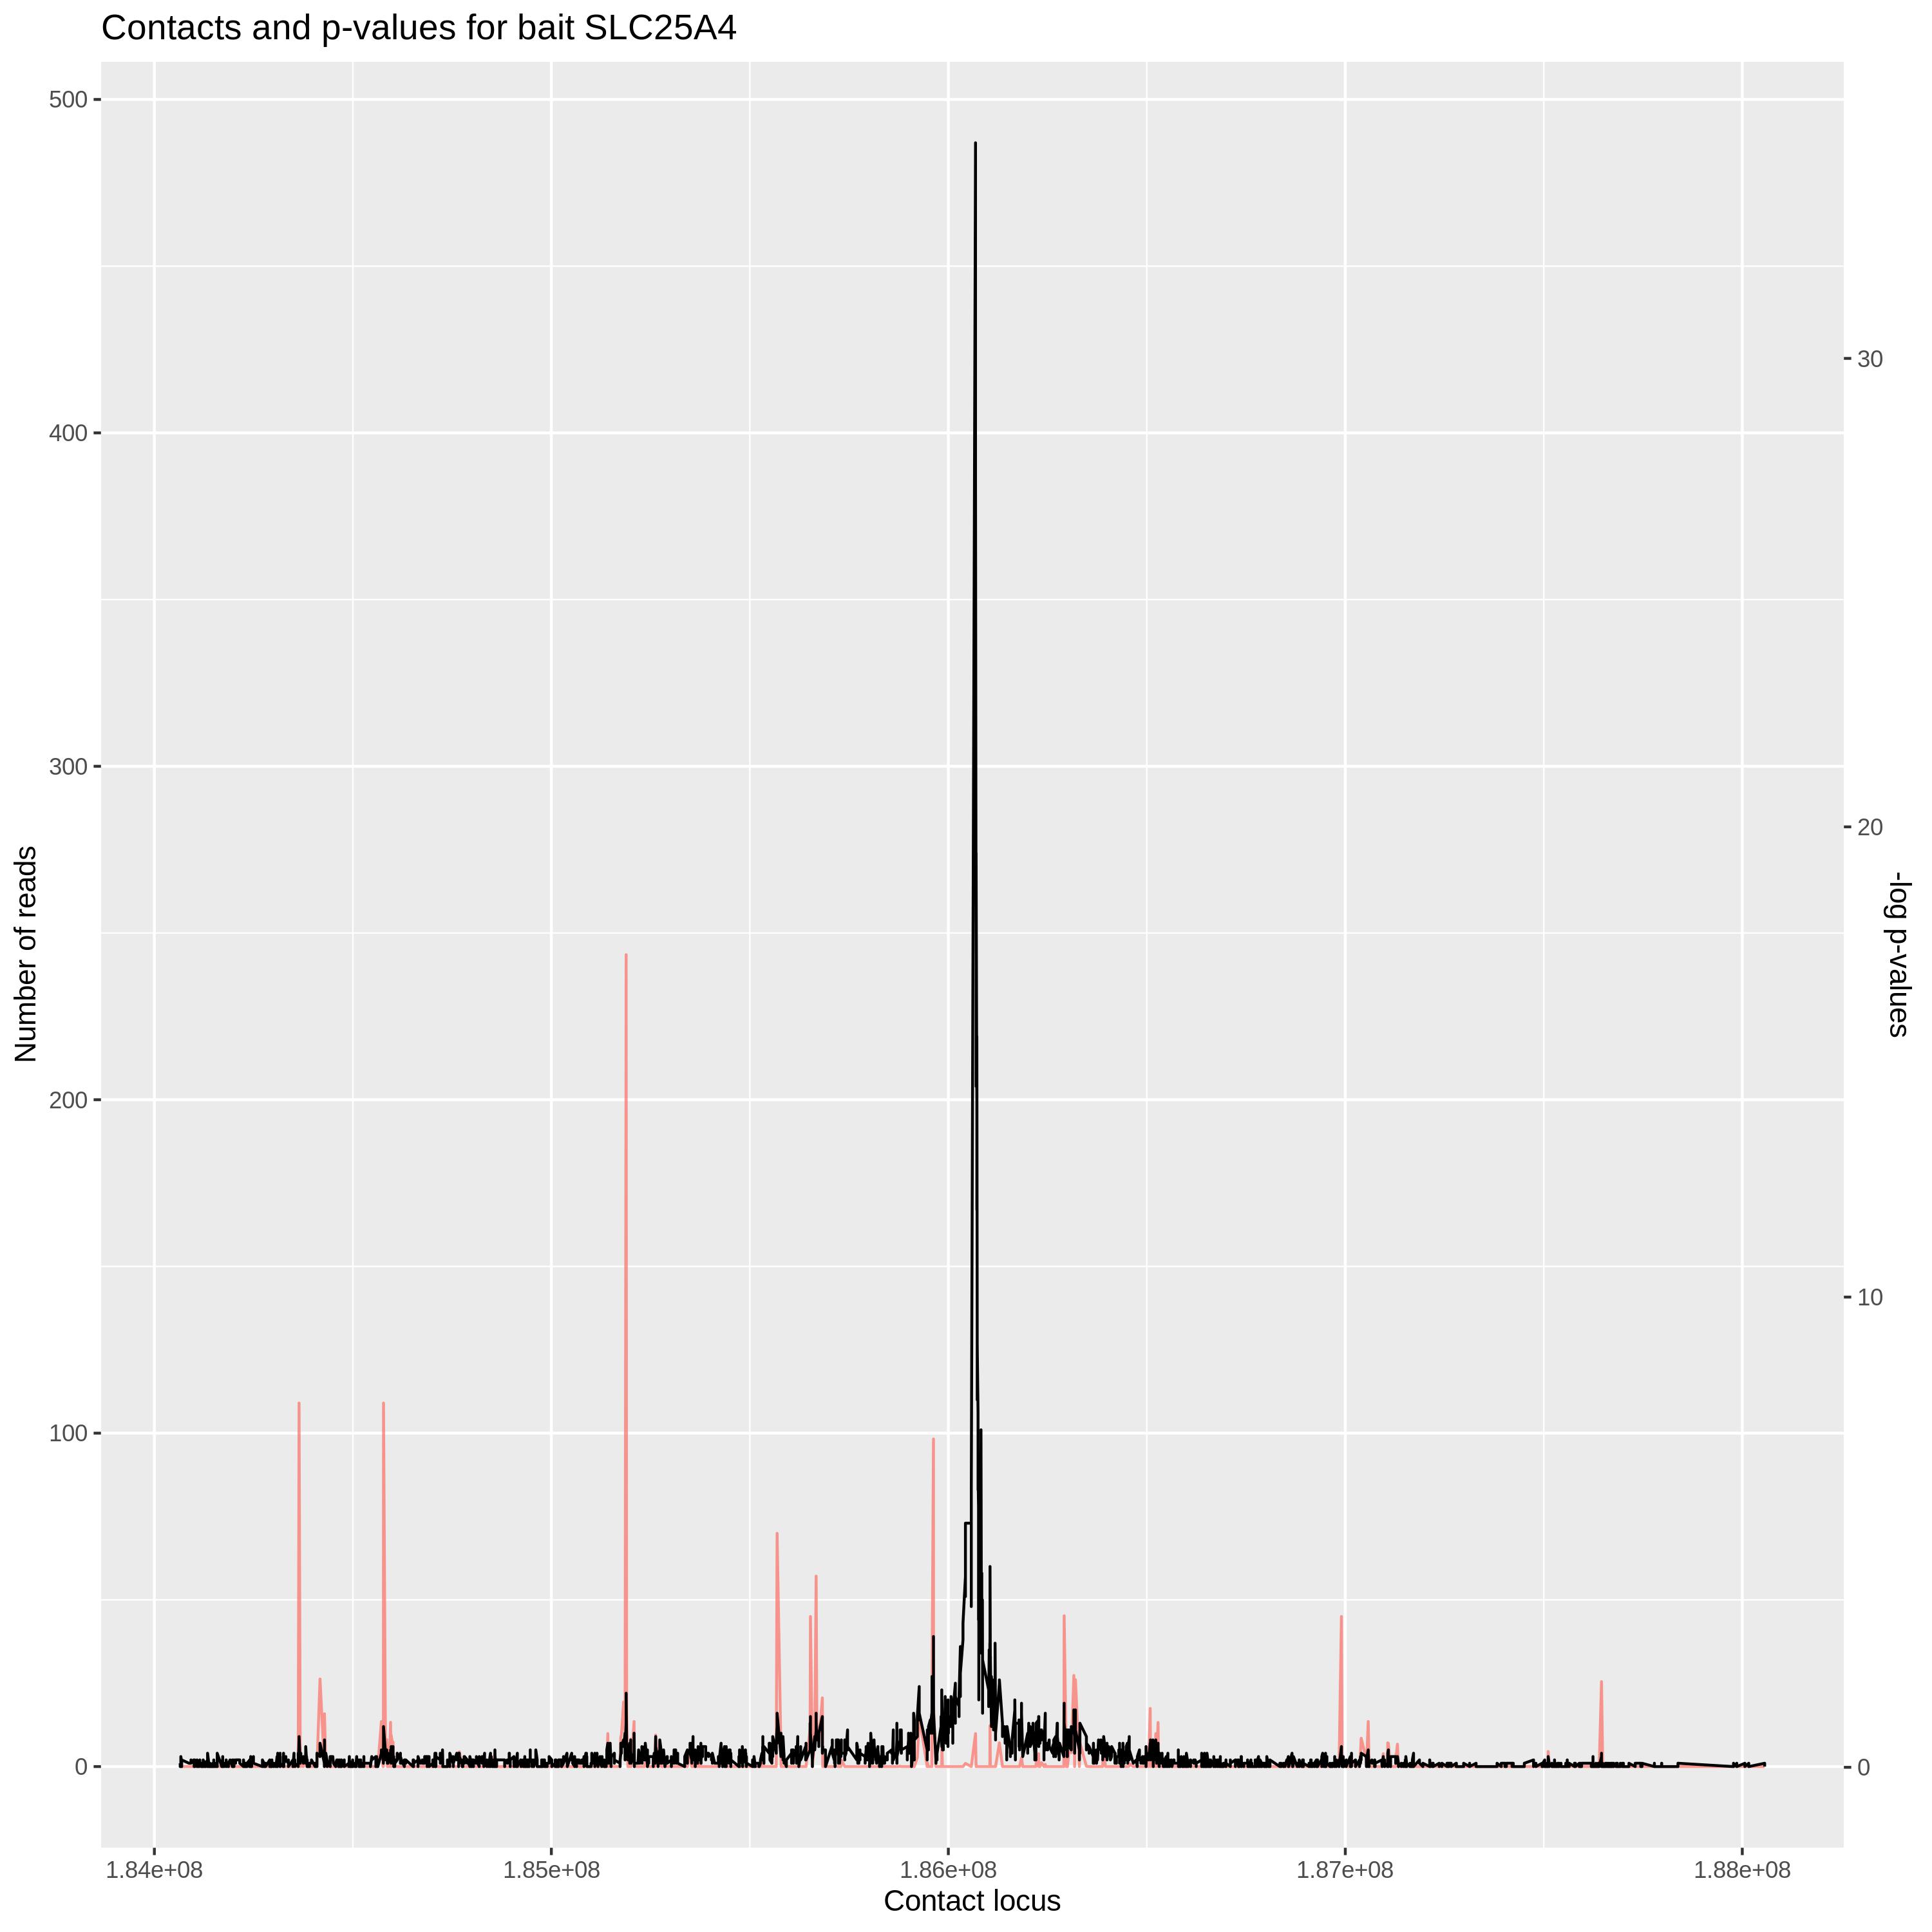 Contacts and p-values for bait SLC25A4
500
400
300
200
100
0
Number of reads
30
20
10
0
-log p-values
1.84e+08 1.85e+08 1.86e+08 1.87e+08 1.88e+08
Contact locus